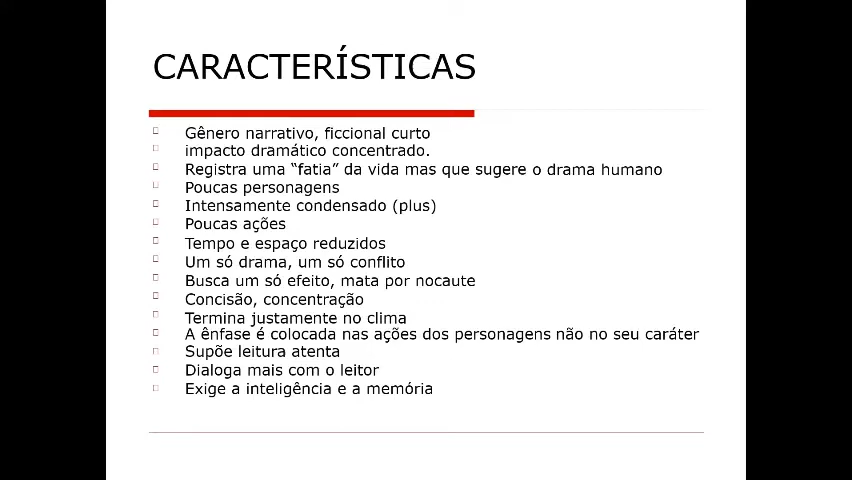 CARACTERÍSTICAS
Gênero narrativo, ficcional curto
impacto dramático concentrado.
Registra uma “fatia” da vida mas que sugere o drama humano
Poucas personagens
Intensamente condensado (plus)
Poucas ações
Tempo e espaço reduzidos
Um só drama, um só conflito
Busca um só efeito, mata por nocaute
Concisão, concentração
Termina justamente no clima
A ênfase é colocada nas ações dos personagens não no seu caráter
Supõe leitura atenta
Dialoga mais com o leitor
Exige a inteligência e a memória